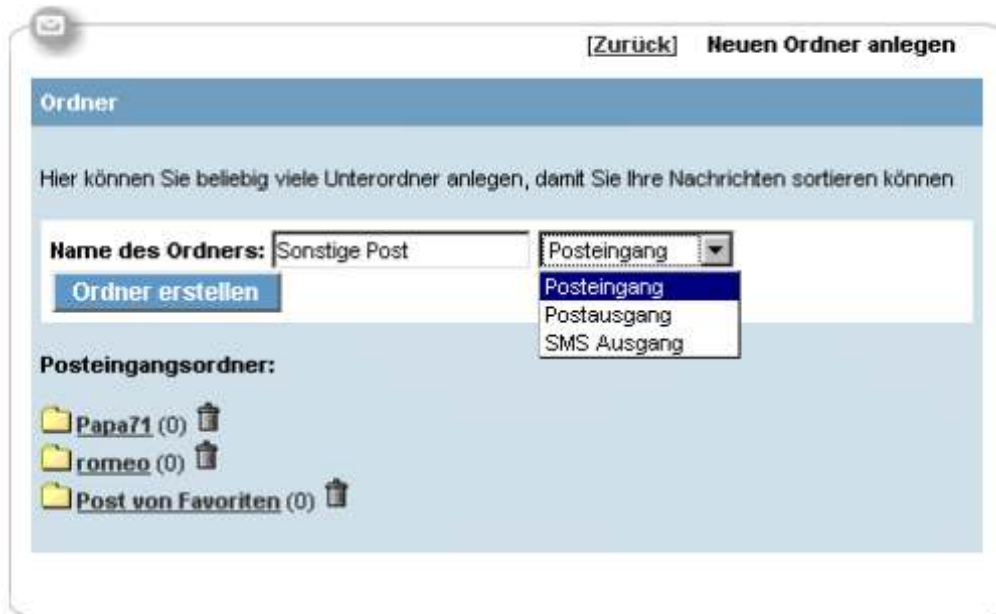 [Zurück] Neuen Ordner anlegen
Ordner
Hier können Sie beliebig viele Unterordner anlegen, damit Sie Ihre Nachrichten sortieren können
Name des Ordners: Sonstige Post Posteingang
Ordner erstellen
Posteingang
Postausgang
SMS Ausgang
Posteingangsordner:
Papa71 (0)
romeo (0)
Post von Favoriten (0)